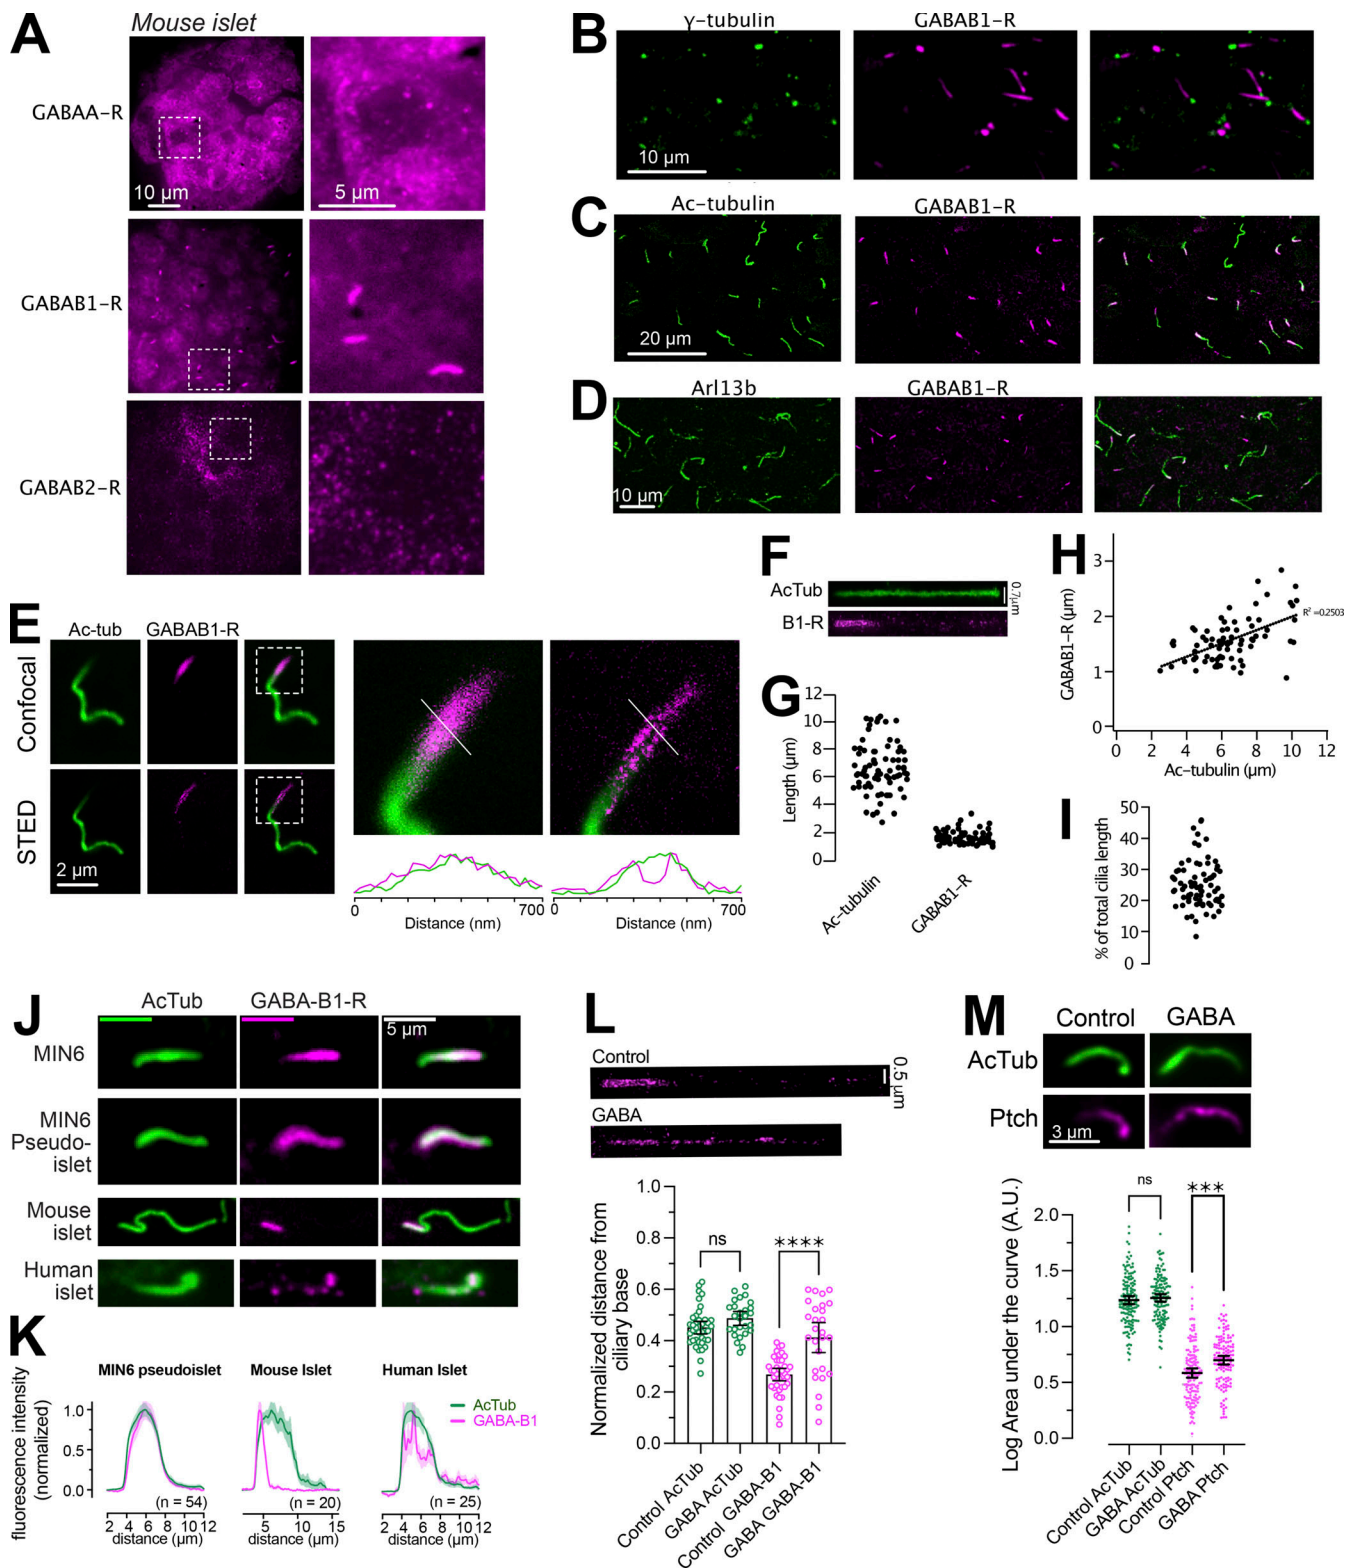 A
Mouse islet
GABAA-R
10 µm
5 µm
GABAB1-R
GABAB2-R
B
γ-tubulin
GABAB1-R
10 µm
C
Ac-tubulin
GABAB1-R
20 µm
D
Arl13b
GABAB1-R
10 µm
E
Ac-tub
GABAB1-R
Confocal
STED
2 µm
0
700
Distance (nm)
0
700
Distance (nm)
F
AcTub
B1-R
0.7µm
G
Length (µm)
12
10
8
6
4
2
0
Ac-tubulin
GABAB1-R
H
GABAB1-R (µm)
3
2
1
0
R² =0.2503
0 2 4 6 8 10 12
Ac-tubulin (µm)
I
% of total cilia length
50
40
30
20
10
0
J
AcTub
GABA-B1-R
5 µm
MIN6
MIN6
Pseudo-
islet
Mouse
islet
Human
islet
K
MIN6 pseudoislet
Mouse Islet
Human Islet
AcTub
GABA-B1
fluorescence intensity
(normalized)
1.0
0.5
0
(n = 54)
(n = 20)
(n = 25)
2 4 6 8 10 12
5 10 15
2 4 6 8 10 12
distance (µm)
distance (µm)
distance (µm)
L
Control
0.5 µm
GABA
Normalized distance from
ciliary base
1.0
0.8
0.6
0.4
0.2
0.0
ns
****
Control AcTub
GABA AcTub
Control GABA-B1
GABA GABA-B1
M
Control
GABA
AcTub
Ptch
3 µm
Log Area under the curve (A.U.)
2.0
1.5
1.0
0.5
0.0
ns
***
Control AcTub
GABA AcTub
Control Ptch
GABA Ptch